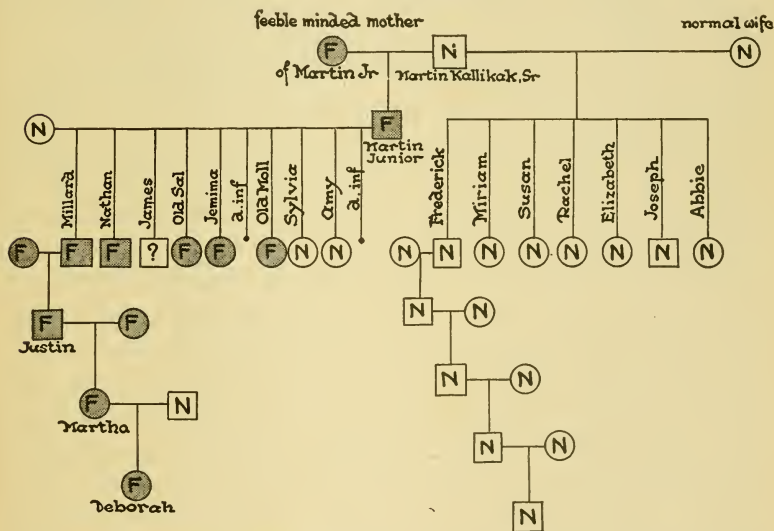 feeble minded mother
normal wife
F
N
N
of Martin Jr
Martin Kallikak, Sr
N
F
Martin
Junior
Millard
Nathan
James
Old Sal
Jemima
d. inf
Old Moll
Sylvia
Amy
d. inf
Frederick
Miriam
Susan
Rachel
Elizabeth
Joseph
Abbie
F
F
F
?
F
F
F
N
N
N
N
N
N
N
N
N
N
F
F
N
N
Justin
N
N
F
N
Martha
N
N
F
Deborah
N